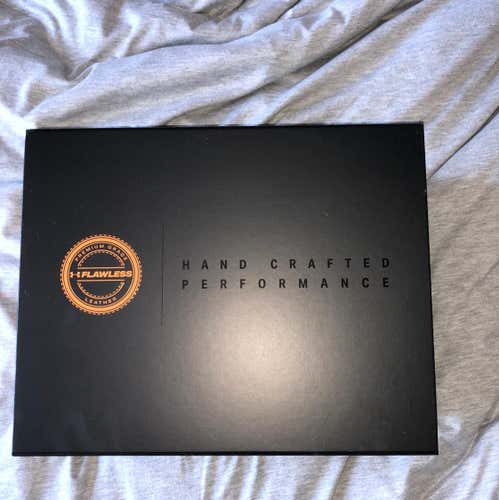 PREMIUM GRADE
FLAWLESS
LEATHER
HAND CRAFTED
PERFORMANCE